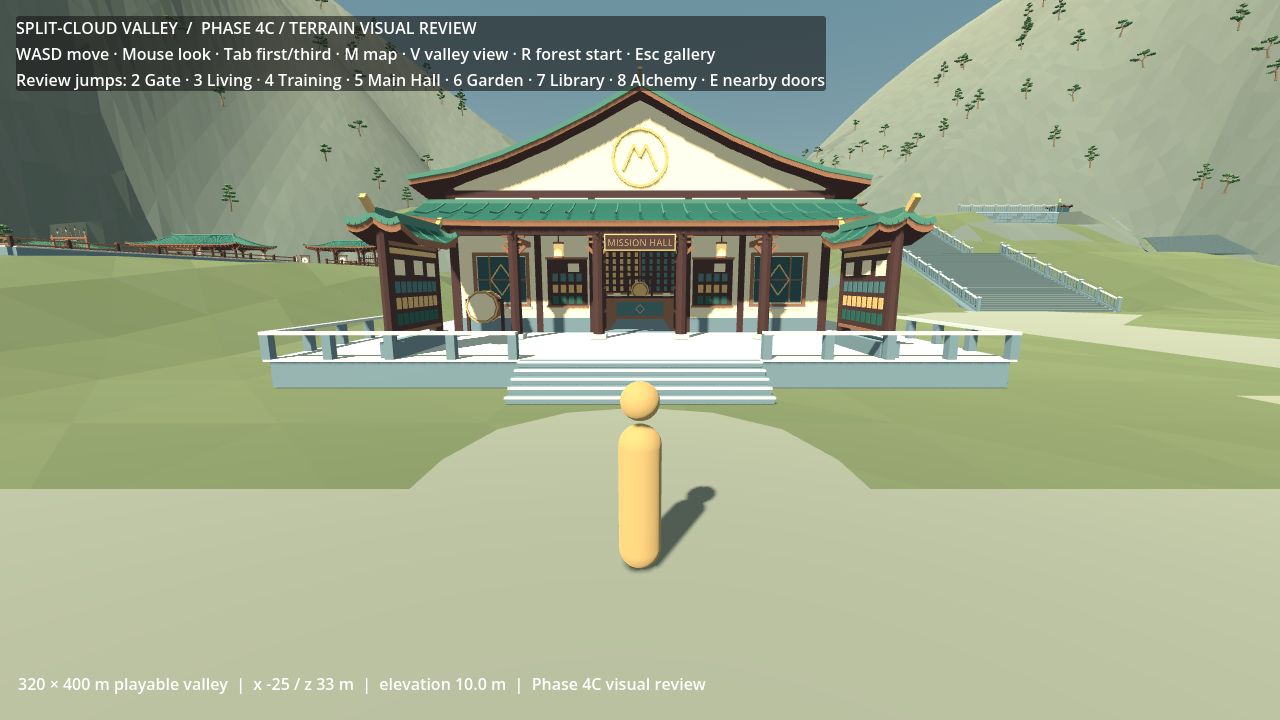 SPLIT-CLOUD VALLEY / PHASE 4C / TERRAIN VISUAL REVIEW
WASD move · Mouse look · Tab first/third · M map · V valley view · R forest start · Esc gallery
Review jumps: 2 Gate · 3 Living · 4 Training · 5 Main Hall · 6 Garden · 7 Library · 8 Alchemy · E nearby doors
M
MISSION HALL
320 × 400 m playable valley | x -25 / z 33 m | elevation 10.0 m | Phase 4C visual review